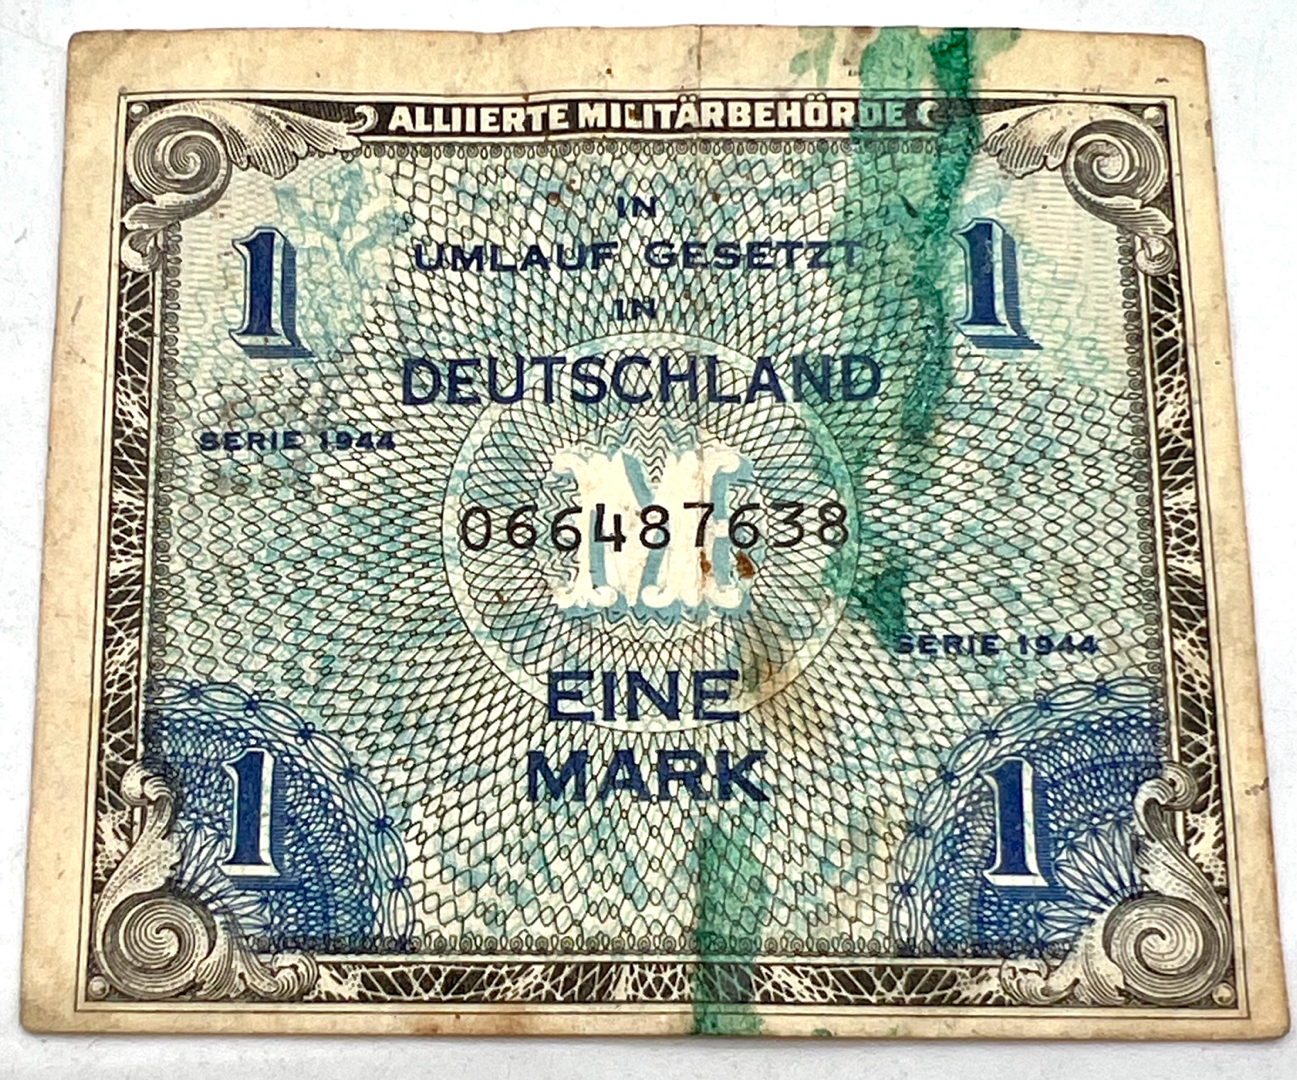 ALLIIERTE MILITÄRBEHÖRDE
IN
UMLAUF GESETZT
IN
DEUTSCHLAND
1
1
SERIE 1944
M
066487638
SERIE 1944
EINE
MARK
1
1